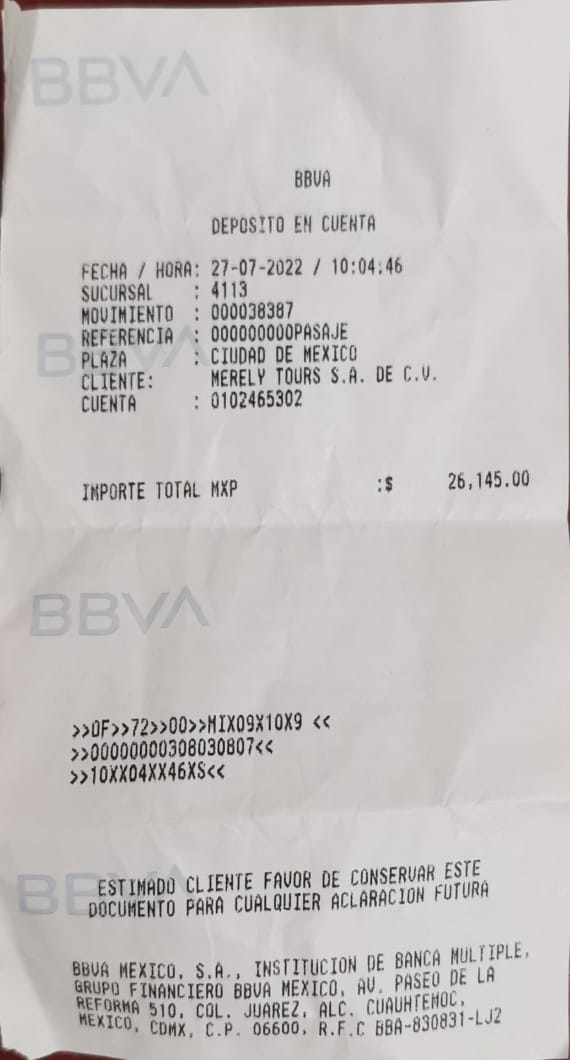 BBVA
BBVA
DEPOSITO EN CUENTA
FECHA / HORA: 27-07-2022 / 10:04:46
SUCURSAL : 4113
MOVIMIENTO : 000038387
REFERENCIA : 000000000PASAJE
PLAZA : CIUDAD DE MEXICO
CLIENTE: MERELY TOURS S.A. DE C.V.
CUENTA : 0102465302
IMPORTE TOTAL MXP :$ 26,145.00
BBVA
>>0F>>72>>00>>MIX09X10X9 <<
>>00000000308030807<<
>>10XX04XX46XS<<
BBVA
ESTIMADO CLIENTE FAVOR DE CONSERVAR ESTE
DOCUMENTO PARA CUALQUIER ACLARACION FUTURA
BBVA MEXICO, S.A., INSTITUCION DE BANCA MULTIPLE,
GRUPO FINANCIERO BBVA MEXICO, AV. PASEO DE LA
REFORMA 510, COL. JUAREZ, ALC. CUAUHTEMOC,
MEXICO, CDMX, C.P. 06600, R.F.C BBA-830831-LJ2